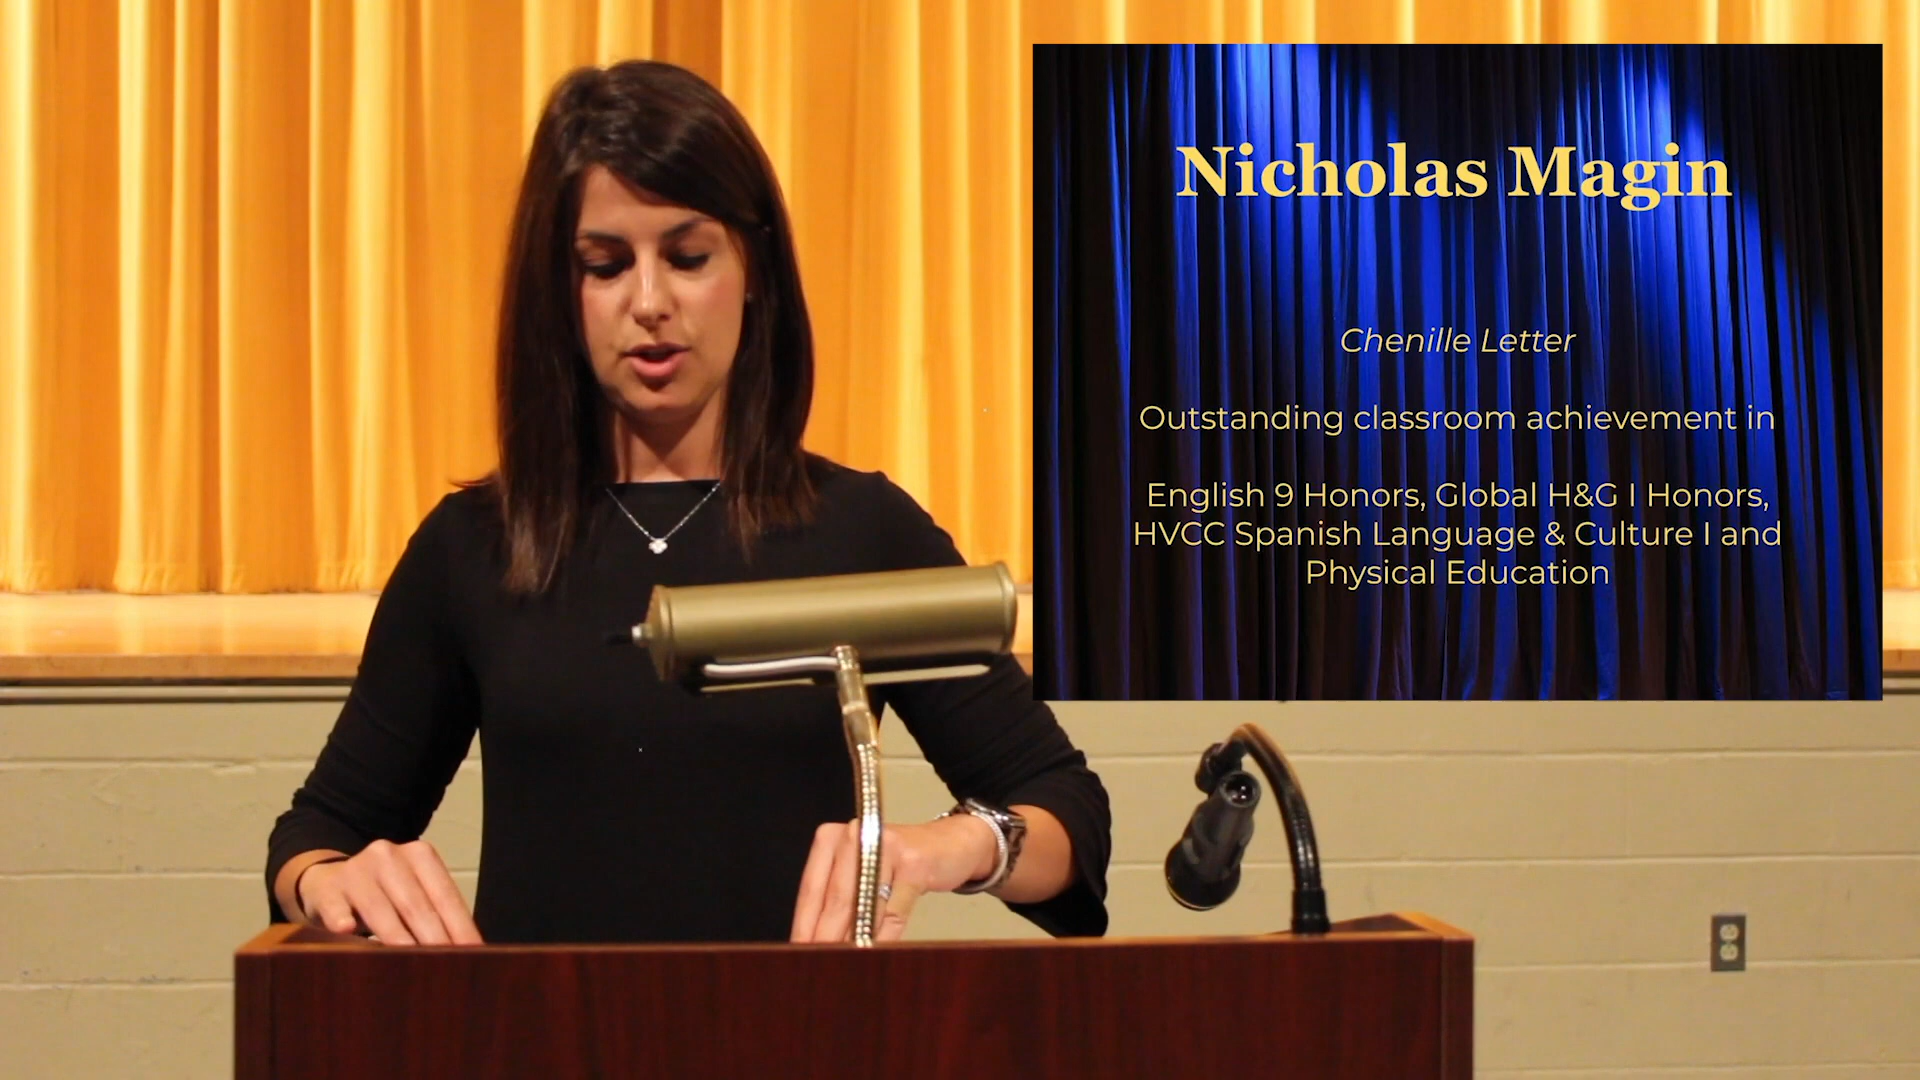 Nicholas Magin
Chenille Letter
Outstanding classroom achievement in
English 9 Honors, Global H&G I Honors,
HVCC Spanish Language & Culture I and
Physical Education